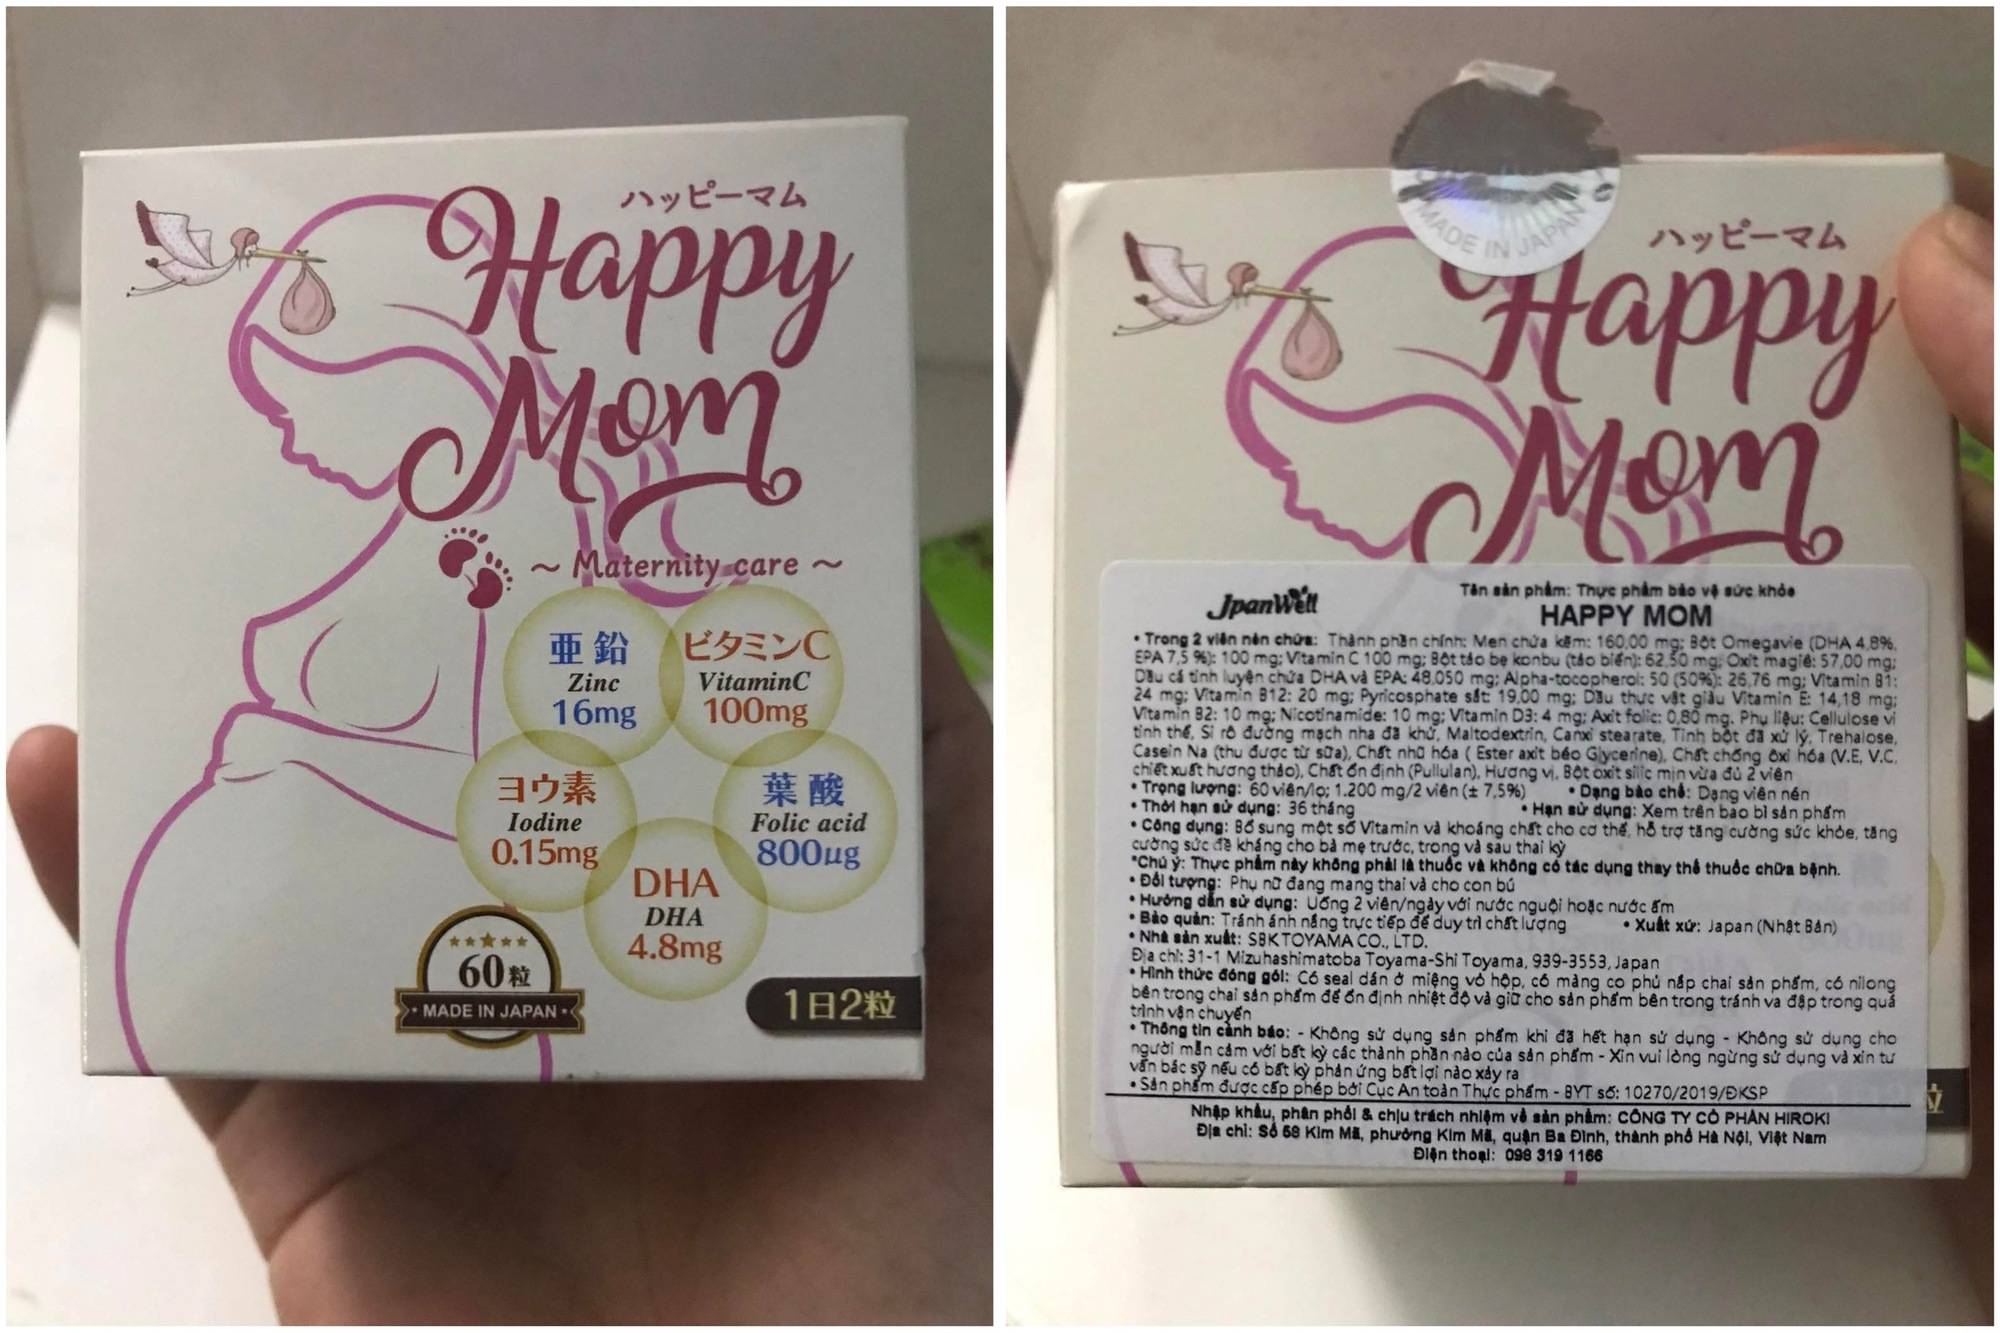 ハッピーマム
Happy
Mom
~ Maternity care ~
亜鉛
Zinc
16mg
ビタミンC
VitaminC
100mg
ヨウ素
Iodine
0.15mg
葉酸
Folic acid
800μg
DHA
DHA
4.8mg
60粒
MADE IN JAPAN
1日2粒
MADE IN JAPAN
ハッピーマム
Happy
Mom
JpanWell
Tên sản phẩm: Thực phẩm bảo vệ sức khỏe
HAPPY MOM
• Trong 2 viên nén chứa: Thành phần chính: Men chứa kẽm: 160,00 mg; Bột Omegavie (DHA 4,8%,
EPA 7,5 %): 100 mg; Vitamin C 100 mg; Bột tảo bẹ konbu (tảo biển): 62,50 mg; Oxit magiê: 57,00 mg;
Dầu cá tinh luyện chứa DHA và EPA: 48,050 mg; Alpha-tocopherol: 50 (50%): 26,76 mg; Vitamin B1:
24 mg; Vitamin B12: 20 mg; Pyricosphate sắt: 19,00 mg; Dầu thực vật giàu Vitamin E: 14,18 mg;
Vitamin B2: 10 mg; Nicotinamide: 10 mg; Vitamin D3: 4 mg; Axit folic: 0,80 mg. Phụ liệu: Cellulose vi
tinh thể, Si rô đường mạch nha đã khử, Maltodextrin, Canxi stearate, Tinh bột đã xử lý, Trehalose,
Casein Na (thu được từ sữa), Chất nhũ hóa ( Ester axit béo Glycerine), Chất chống ôxi hóa (V.E, V.C,
chiết xuất hương thảo), Chất ổn định (Pullulan), Hương vị, Bột oxit silic mịn vừa đủ 2 viên
• Trọng lượng: 60 viên/lọ; 1.200 mg/2 viên (± 7,5%) • Dạng bào chế: Dạng viên nén
• Thời hạn sử dụng: 36 tháng • Hạn sử dụng: Xem trên bao bì sản phẩm
• Công dụng: Bổ sung một số Vitamin và khoáng chất cho cơ thể, hỗ trợ tăng cường sức khỏe, tăng
cường sức đề kháng cho bà mẹ trước, trong và sau thai kỳ
*Chú ý: Thực phẩm này không phải là thuốc và không có tác dụng thay thế thuốc chữa bệnh.
• Đối tượng: Phụ nữ đang mang thai và cho con bú
• Hướng dẫn sử dụng: Uống 2 viên/ngày với nước nguội hoặc nước ấm
• Bảo quản: Tránh ánh nắng trực tiếp để duy trì chất lượng • Xuất xứ: Japan (Nhật Bản)
• Nhà sản xuất: SBK TOYAMA CO., LTD.
Địa chỉ: 31-1 Mizuhashimatoba Toyama-Shi Toyama, 939-3553, Japan
• Hình thức đóng gói: Có seal dán ở miệng vỏ hộp, có màng co phủ nắp chai sản phẩm, có nilong
bên trong chai sản phẩm để ổn định nhiệt độ và giữ cho sản phẩm bên trong tránh va đập trong quá
trình vận chuyển
• Thông tin cảnh báo: - Không sử dụng sản phẩm khi đã hết hạn sử dụng - Không sử dụng cho
người mẫn cảm với bất kỳ các thành phần nào của sản phẩm - Xin vui lòng ngừng sử dụng và xin tư
vấn bác sỹ nếu có bất kỳ phản ứng bất lợi nào xảy ra
• Sản phẩm được cấp phép bởi Cục An toàn Thực phẩm - BYT số: 10270/2019/ĐKSP
Nhập khẩu, phân phối & chịu trách nhiệm về sản phẩm: CÔNG TY CỔ PHẦN HIROKI
Địa chỉ: Số 68 Kim Mã, phường Kim Mã, quận Ba Đình, thành phố Hà Nội, Việt Nam
Điện thoại: 098 319 1166
粒